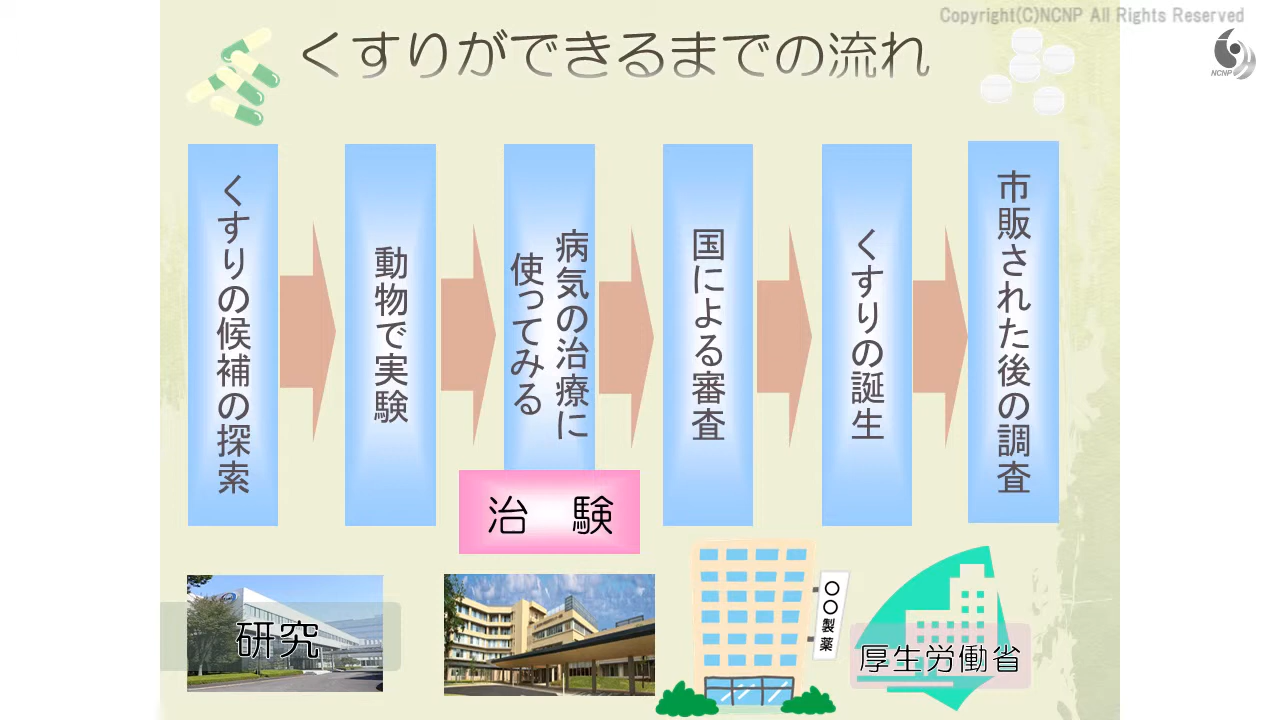 Copyright(C)NCNP All Rights Reserved
NCNP
くすりができるまでの流れ
くすりの候補の探索
動物で実験
病気の治療に
使ってみる
国による審査
くすりの誕生
市販された後の調査
治　験
研究
〇〇製薬
厚生労働省